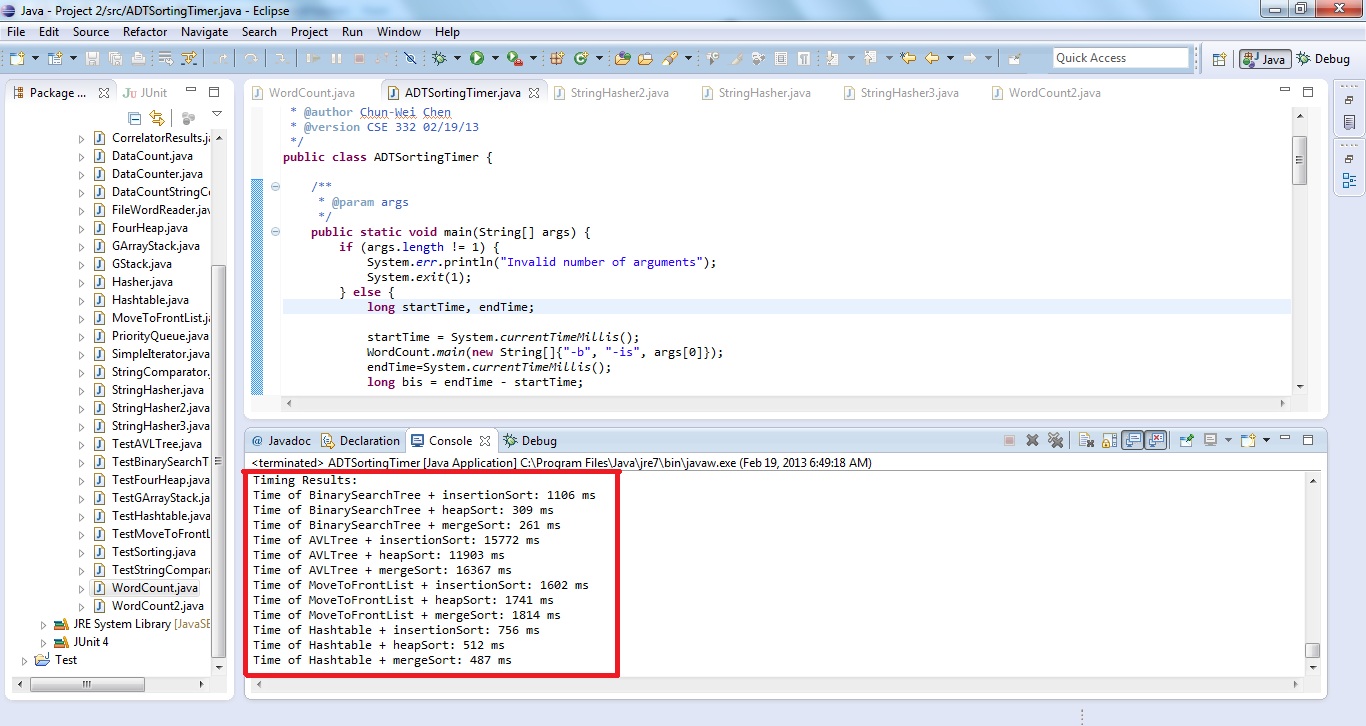 Java - Project 2/src/ADTSortingTimer.java - Eclipse
File Edit Source Refactor Navigate Search Project Run Window Help
Quick Access
Java
Debug
Package ...
JUnit
CorrelatorResults.ja
DataCount.java
DataCounter.java
DataCountStringCo
FileWordReader.jav
FourHeap.java
GArrayStack.java
GStack.java
Hasher.java
Hashtable.java
MoveToFrontList.ja
PriorityQueue.java
SimpleIterator.java
StringComparator.
StringHasher.java
StringHasher2.java
StringHasher3.java
TestAVLTree.java
TestBinarySearchT
TestFourHeap.java
TestGArrayStack.ja
TestHashtable.java
TestMoveToFrontL
TestSorting.java
TestStringCompara
WordCount.java
WordCount2.java
JRE System Library [JavaSE
JUnit 4
Test
WordCount.java
ADTSortingTimer.java
StringHasher2.java
StringHasher.java
StringHasher3.java
WordCount2.java
* @author Chun-Wei Chen
* @version CSE 332 02/19/13
*/
public class ADTSortingTimer {
/**
* @param args
*/
public static void main(String[] args) {
if (args.length != 1) {
System.err.println("Invalid number of arguments");
System.exit(1);
} else {
long startTime, endTime;
startTime = System.currentTimeMillis();
WordCount.main(new String[]{"-b", "-is", args[0]});
endTime=System.currentTimeMillis();
long bis = endTime - startTime;
@ Javadoc
Declaration
Console
Debug
<terminated> ADTSortingTimer [Java Application] C:\Program Files\Java\jre7\bin\javaw.exe (Feb 19, 2013 6:49:18 AM)
Timing Results:
Time of BinarySearchTree + insertionSort: 1106 ms
Time of BinarySearchTree + heapSort: 309 ms
Time of BinarySearchTree + mergeSort: 261 ms
Time of AVLTree + insertionSort: 15772 ms
Time of AVLTree + heapSort: 11903 ms
Time of AVLTree + mergeSort: 16367 ms
Time of MoveToFrontList + insertionSort: 1602 ms
Time of MoveToFrontList + heapSort: 1741 ms
Time of MoveToFrontList + mergeSort: 1814 ms
Time of Hashtable + insertionSort: 756 ms
Time of Hashtable + heapSort: 512 ms
Time of Hashtable + mergeSort: 487 ms